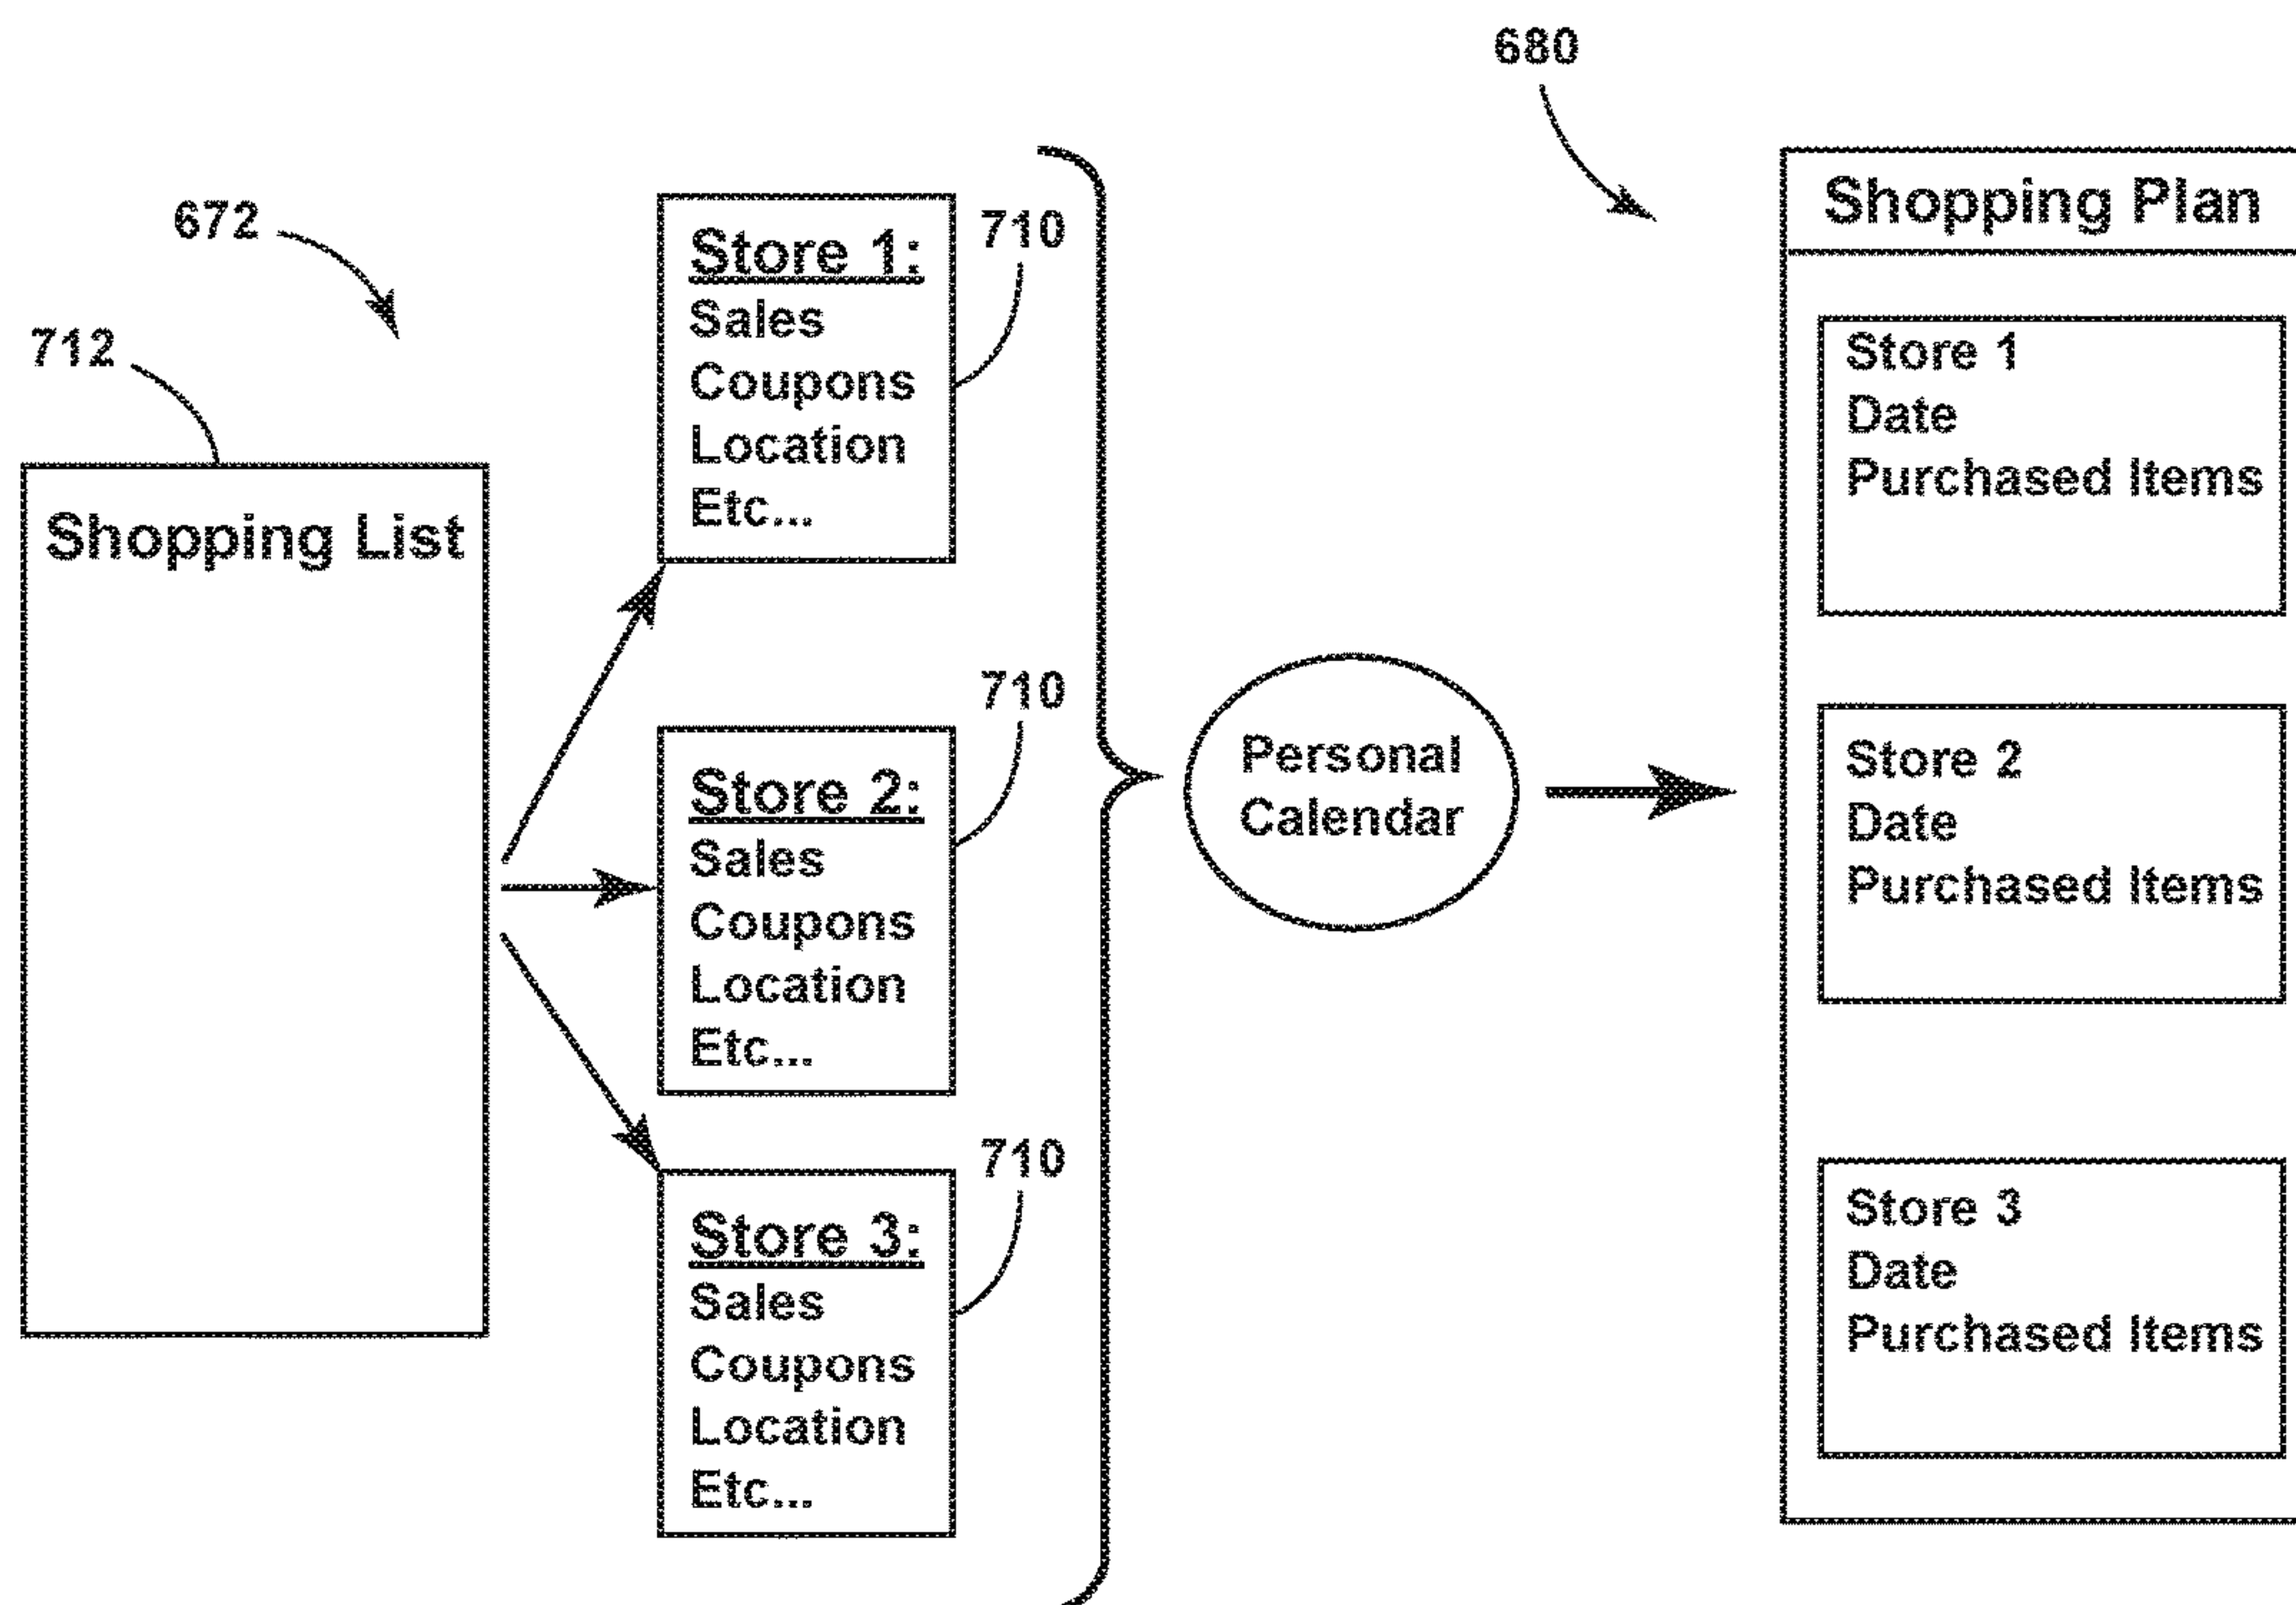 680
672
712
Shopping List
Store 1:
Sales
Coupons
Location
Etc...
710
Store 2:
Sales
Coupons
Location
Etc...
710
Store 3:
Sales
Coupons
Location
Etc...
710
Personal
Calendar
Shopping Plan
Store 1
Date
Purchased Items
Store 2
Date
Purchased Items
Store 3
Date
Purchased Items